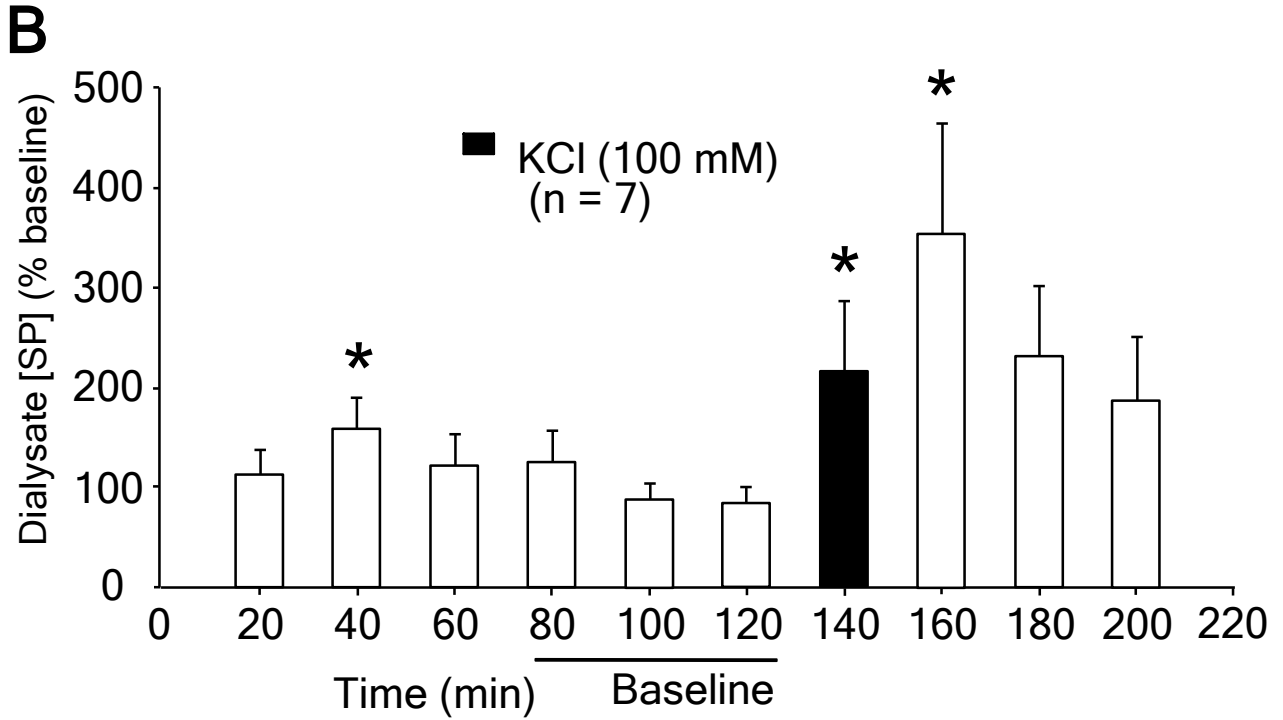 B
Dialysate [SP] (% baseline)
500
400
300
200
100
0
KCl (100 mM)
(n = 7)
*
*
*
0 20 40 60 80 100 120 140 160 180 200 220
Time (min)
Baseline